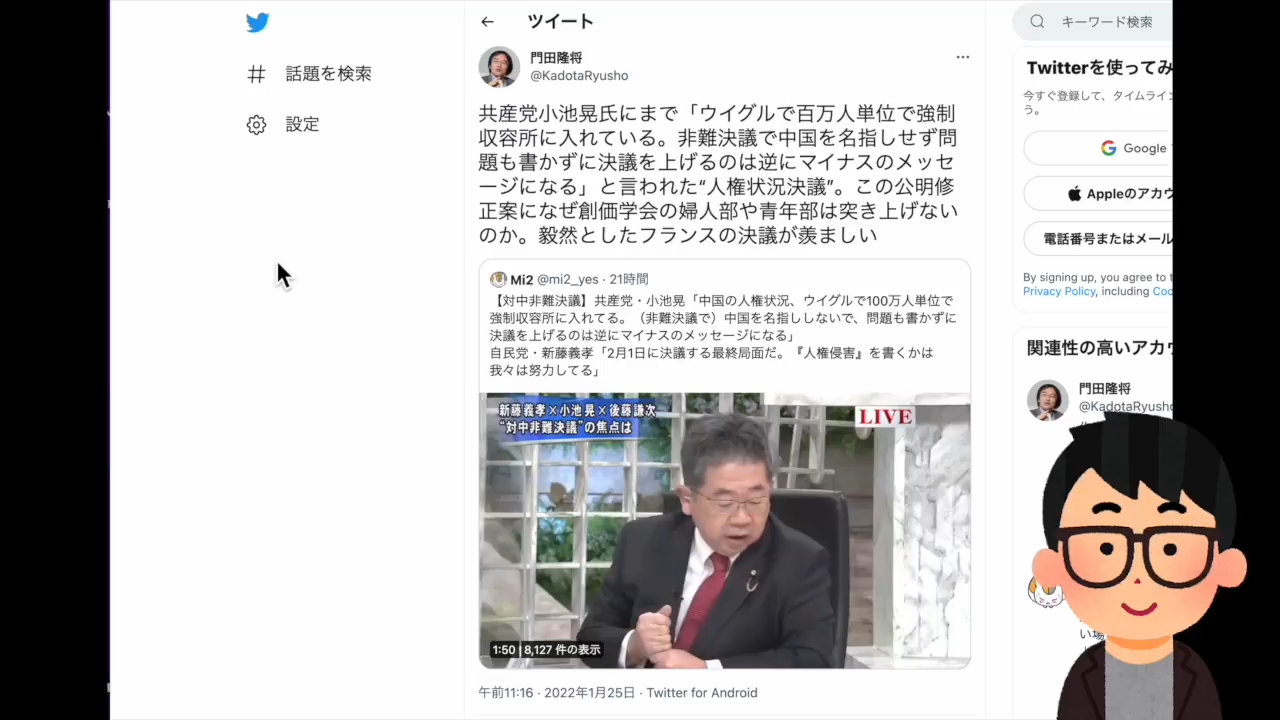 ツイート
キーワード検索
話題を検索
設定
門田隆将
@KadotaRyusho
共産党小池晃氏にまで「ウイグルで百万人単位で強制
収容所に入れている。非難決議で中国を名指しせず問
題も書かずに決議を上げるのは逆にマイナスのメッセ
ージになる」と言われた“人権状況決議”。この公明修
正案になぜ創価学会の婦人部や青年部は突き上げない
のか。毅然としたフランスの決議が羨ましい
Mi2 @mi2_yes · 21時間
【対中非難決議】共産党・小池晃「中国の人権状況、ウイグルで100万人単位で
強制収容所に入れてる。（非難決議で）中国を名指ししないで、問題も書かずに
決議を上げるのは逆にマイナスのメッセージになる」
自民党・新藤義孝「2月1日に決議する最終局面だ。『人権侵害』を書くかは
我々は努力してる」
新藤義孝×小池晃×後藤謙次
“対中非難決議”の焦点は
LIVE
1:50 | 8,127 件の表示
午前11:16 · 2022年1月25日 · Twitter for Android
Twitterを使ってみ
今すぐ登録して、タイムライン
う。
Google
Appleのアカウ
電話番号またはメール
By signing up, you agree to t
Privacy Policy, including Coo
関連性の高いアカウ
門田隆将
@KadotaRyusho
い場